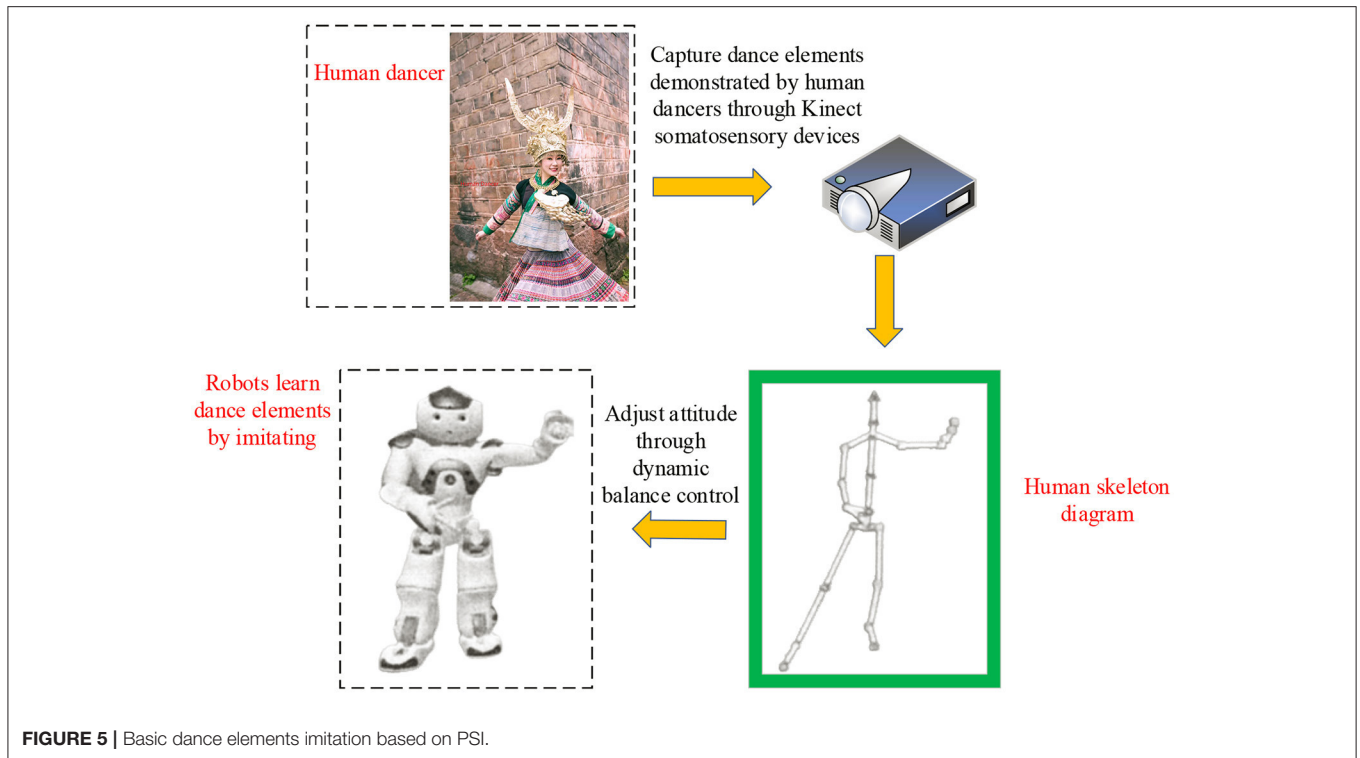 Human dancer
Capture dance elements
demonstrated by human
dancers through Kinect
somatosensory devices
Robots learn
dance elements
by imitating
Adjust attitude
through
dynamic
balance control
Human skeleton
diagram
FIGURE 5 | Basic dance elements imitation based on PSI.